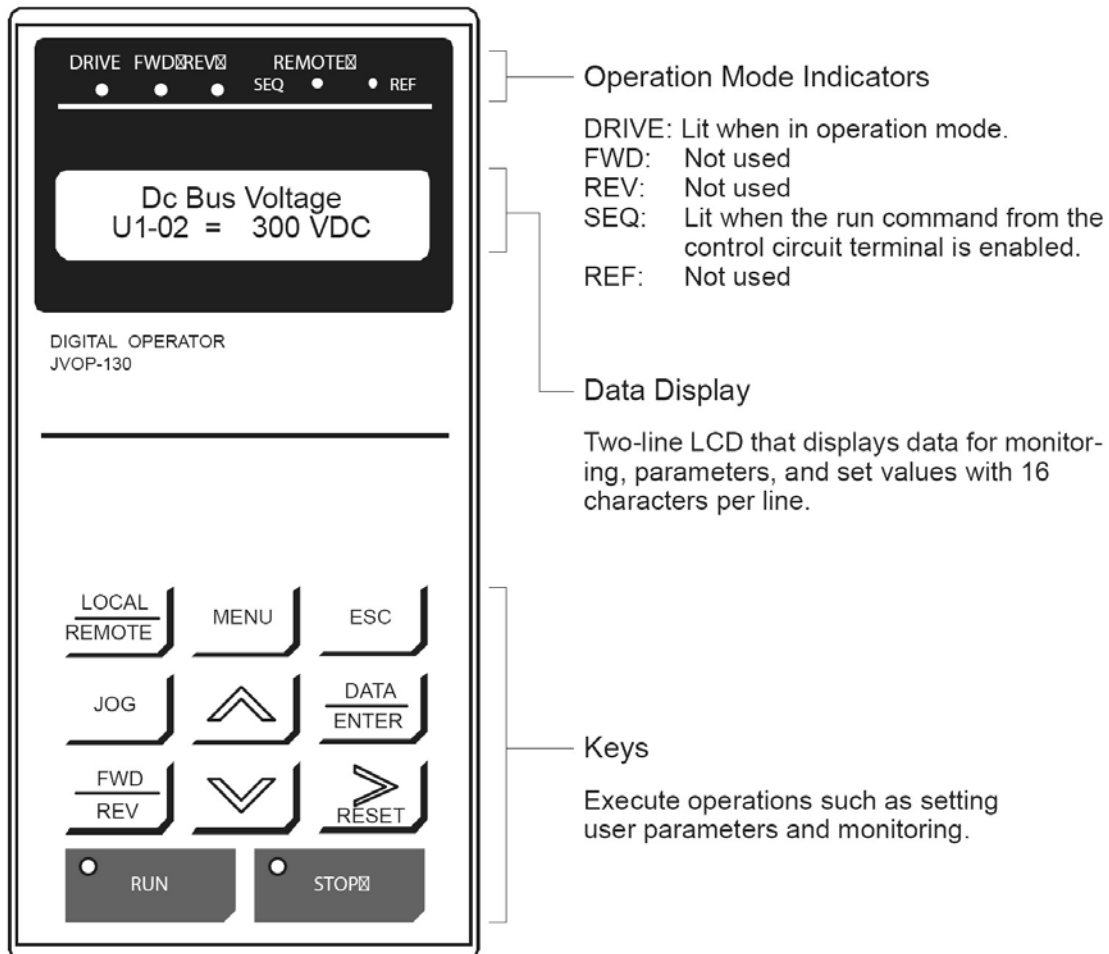 DRIVE FWD☒REV☒ REMOTE☒
SEQ REF
Dc Bus Voltage
U1-02 = 300 VDC
DIGITAL OPERATOR
JVOP-130
LOCAL
REMOTE
MENU
ESC
JOG
DATA
ENTER
FWD
REV
RESET
RUN
STOP☒
Operation Mode Indicators
DRIVE: Lit when in operation mode.
FWD: Not used
REV: Not used
SEQ: Lit when the run command from the
control circuit terminal is enabled.
REF: Not used
Data Display
Two-line LCD that displays data for monitor-
ing, parameters, and set values with 16
characters per line.
Keys
Execute operations such as setting
user parameters and monitoring.